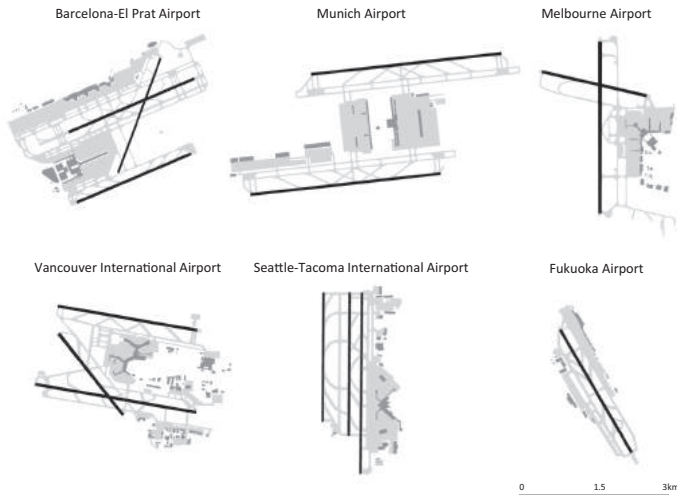 Barcelona-El Prat Airport
Munich Airport
Melbourne Airport
Vancouver International Airport
Seattle-Tacoma International Airport
Fukuoka Airport
0 1.5 3km